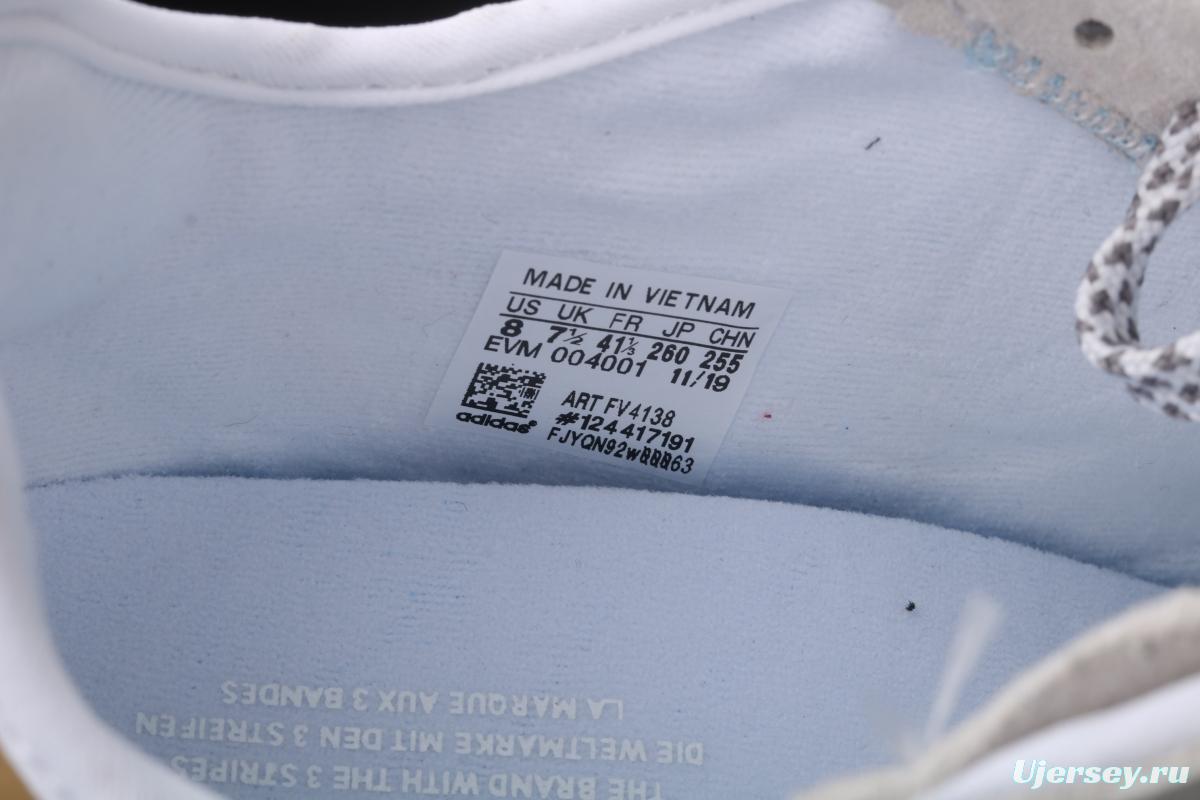 MADE IN VIETNAM
US UK FR JP CHN
8 7½ 41⅓ 260 255
EVM 004001 11/19
ART FV4138
#124417191
adidas®
LA MARQUE AUX 3 BANDES
DIE WELTMARKE MIT DEN 3 STREIFEN
THE BRAND WITH THE 3 STRIPES
Ujersey.ru